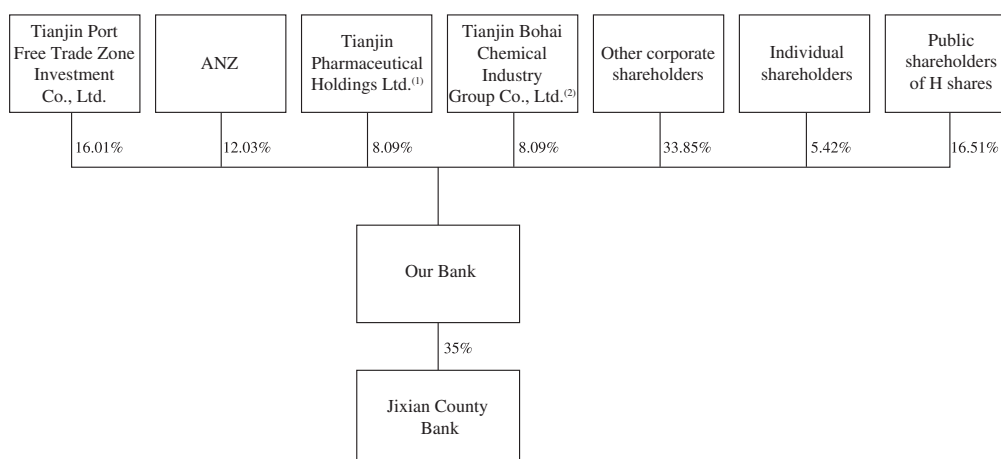 Tianjin Port
Free Trade Zone
Investment
Co., Ltd.
ANZ
Tianjin
Pharmaceutical
Holdings Ltd.(1)
Tianjin Bohai
Chemical
Industry
Group Co., Ltd.(2)
Other corporate
shareholders
Individual
shareholders
Public
shareholders
of H shares
16.01%
12.03%
8.09%
8.09%
33.85%
5.42%
16.51%
Our Bank
35%
Jixian County
Bank